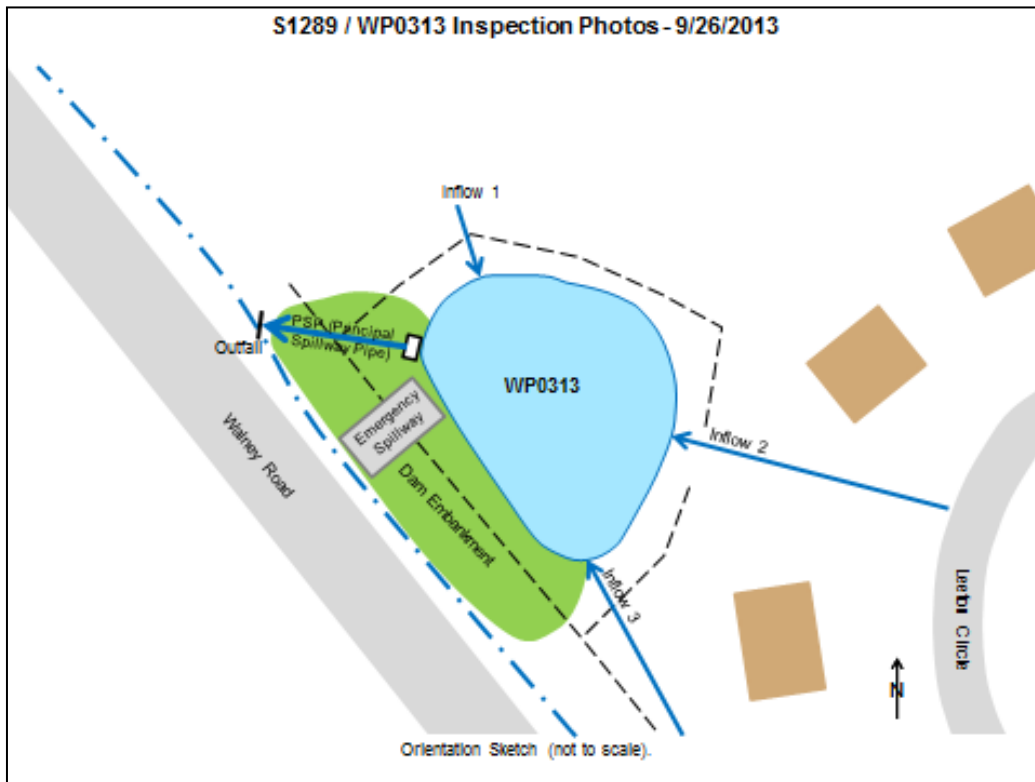 S1289 / WP0313 Inspection Photos - 9/26/2013
Inflow 1
PSP (Principal
Spillway Pipe)
Outfall
WP0313
Emergency
Spillway
Inflow 2
Walney Road
Dam Embankment
Inflow 3
Leefor Circle
N
Orientation Sketch (not to scale).